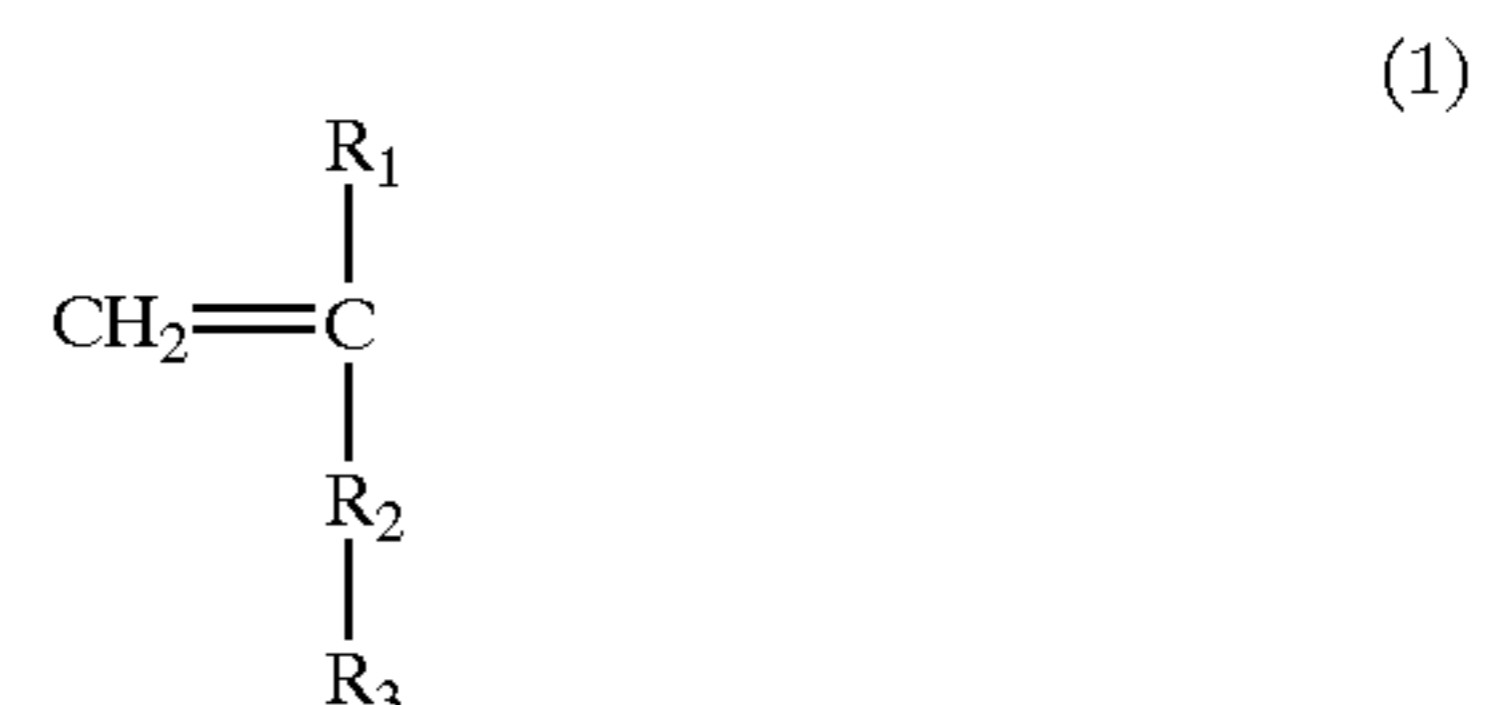 (1)
R₁
CH₂=C
R₂
R₃